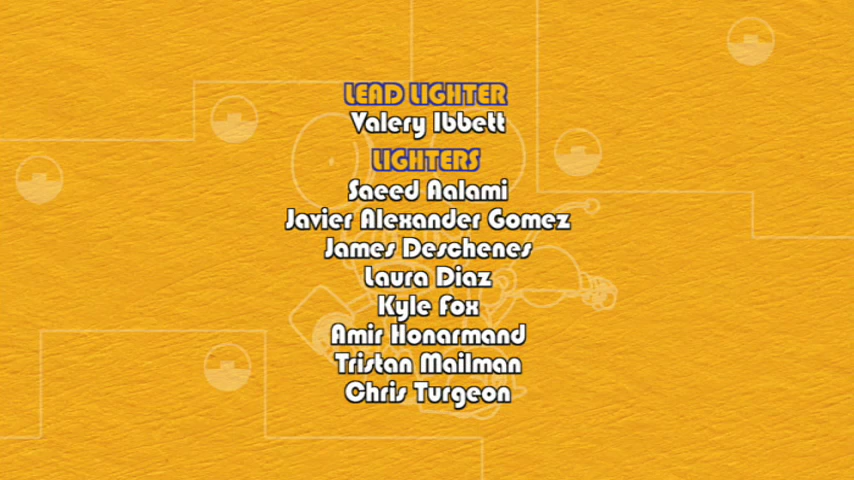 LEAD LIGHTER
Valery Ibbett
LIGHTERS
Saeed Aalami
Javier Alexander Gomez
James Deschenes
Laura Diaz
Kyle Fox
Amir Honarmand
Tristan Mailman
Chris Turgeon